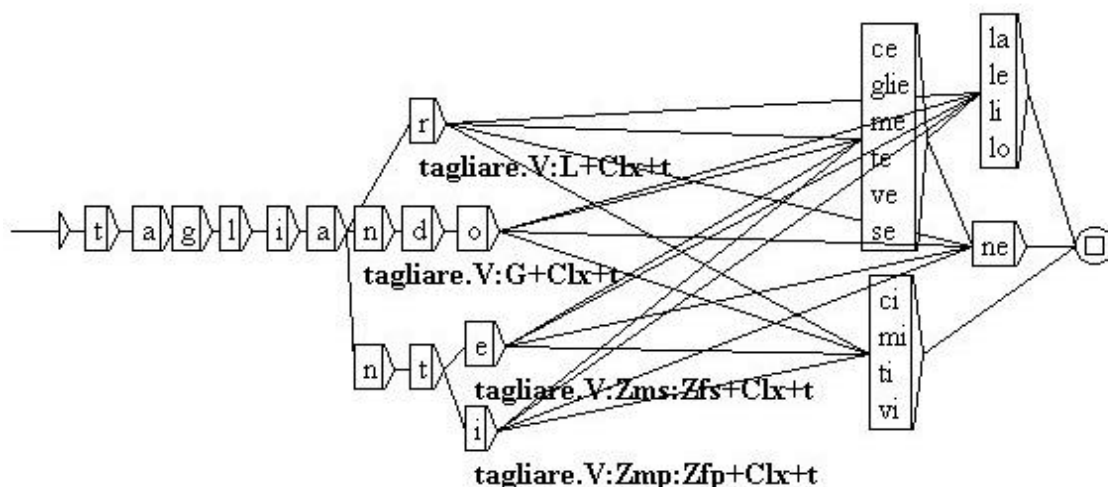 ce
glie
me
te
ve
se
la
le
li
lo
r
tagliare.V:L+Clx+t
t a g l i a n d o
ne
tagliare.V:G+Clx+t
ci
mi
ti
vi
n t e
tagliare.V:Zms:Zfs+Clx+t
i
tagliare.V:Zmp:Zfp+Clx+t